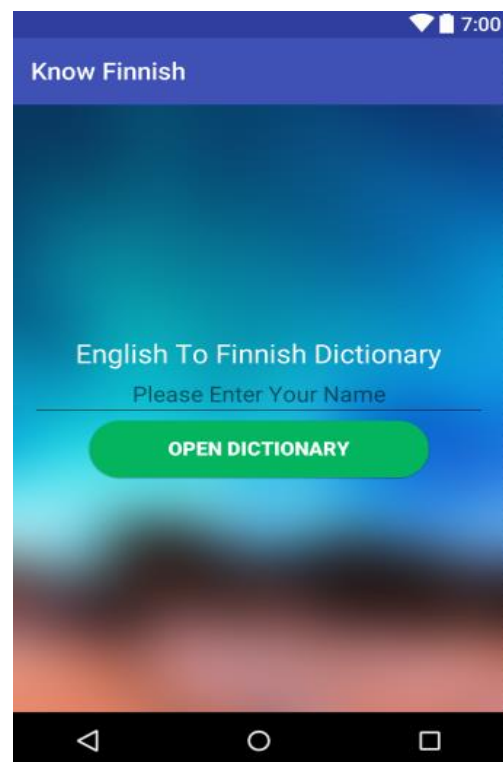 7:00
Know Finnish
English To Finnish Dictionary
Please Enter Your Name
OPEN DICTIONARY